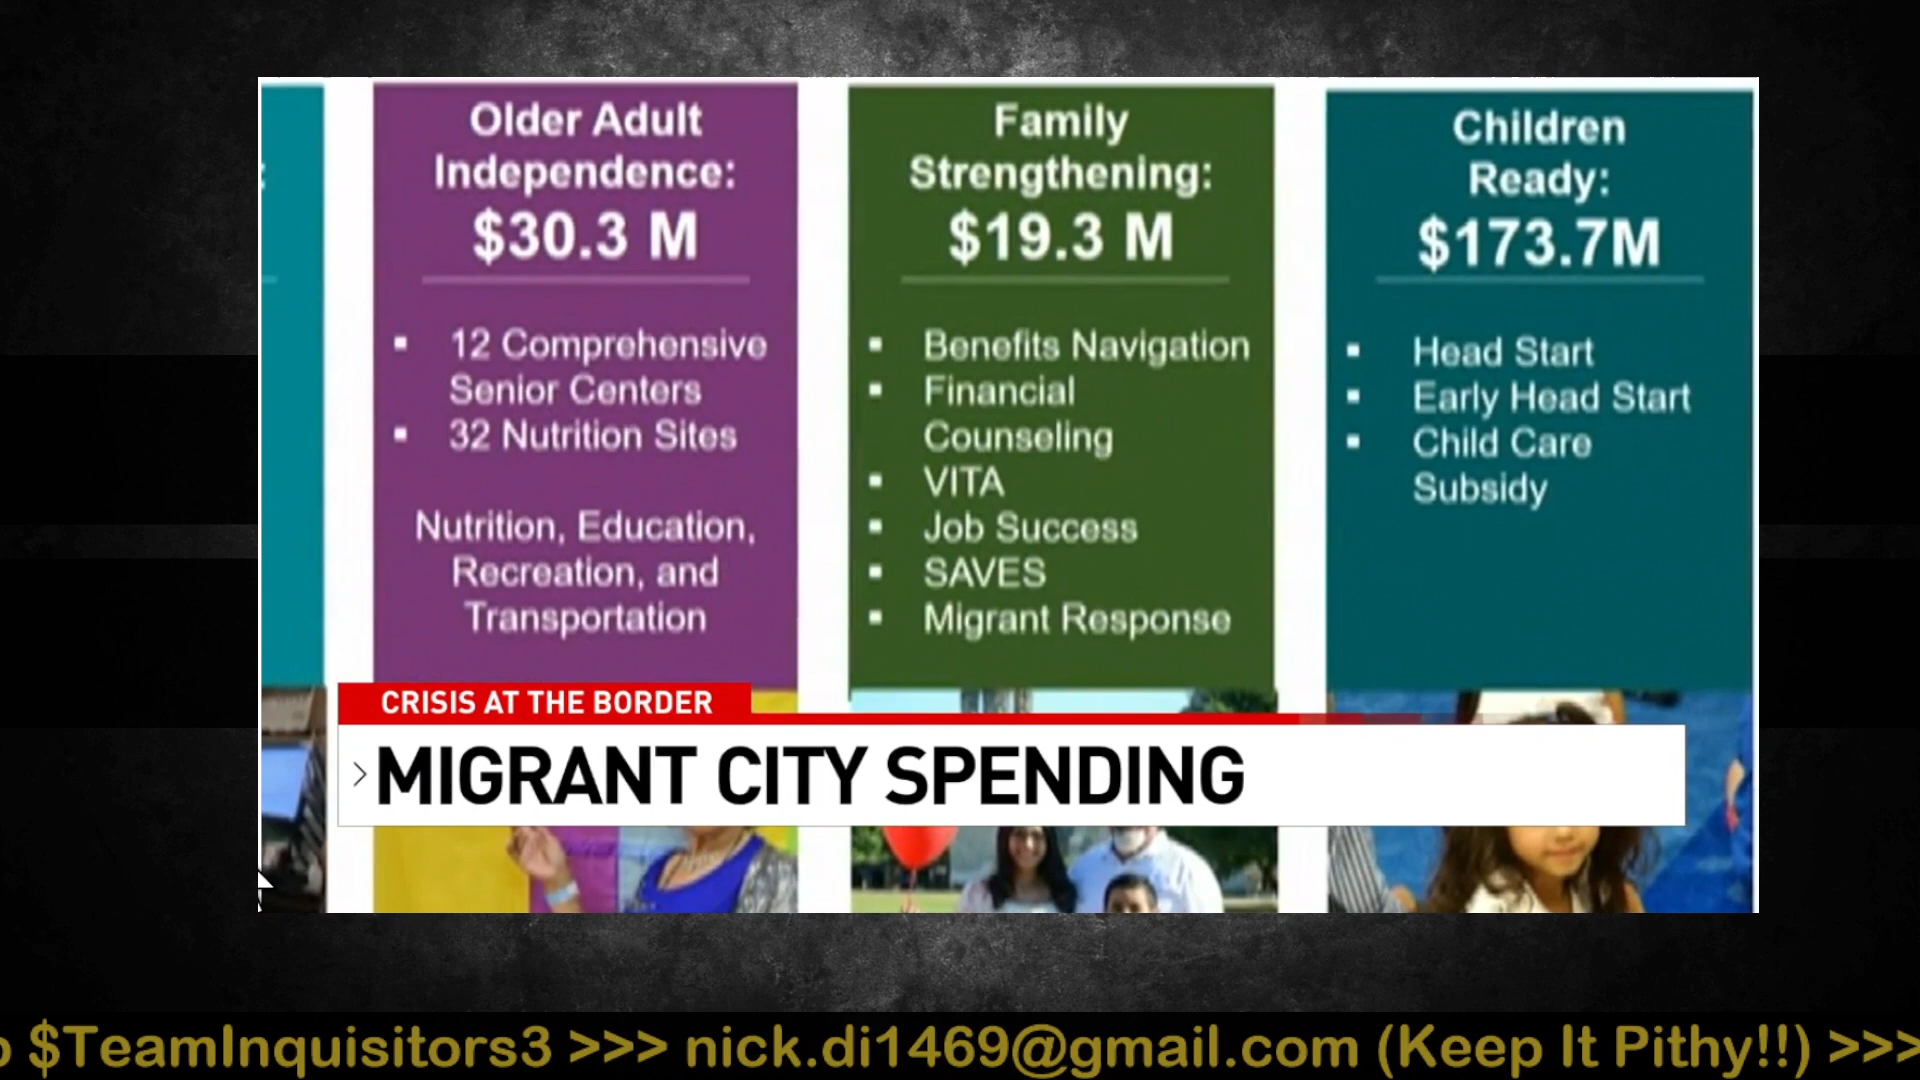 Older Adult
Independence:
$30.3 M
▪ 12 Comprehensive
Senior Centers
▪ 32 Nutrition Sites
Nutrition, Education,
Recreation, and
Transportation
Family
Strengthening:
$19.3 M
▪ Benefits Navigation
▪ Financial
Counseling
▪ VITA
▪ Job Success
▪ SAVES
▪ Migrant Response
Children
Ready:
$173.7M
▪ Head Start
▪ Early Head Start
▪ Child Care
Subsidy
CRISIS AT THE BORDER
MIGRANT CITY SPENDING
$TeamInquisitors3 >>> nick.di1469@gmail.com (Keep It Pithy!!) >>>